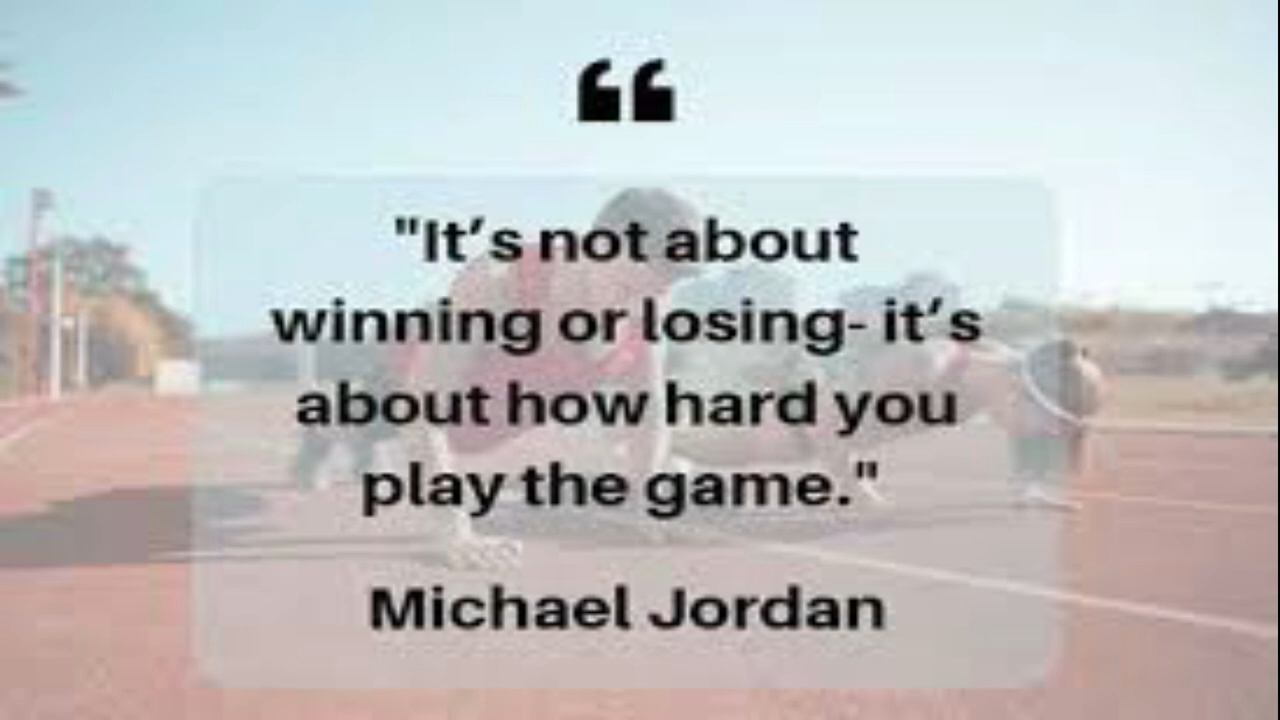 “
"It’s not about
winning or losing- it’s
about how hard you
play the game."
Michael Jordan